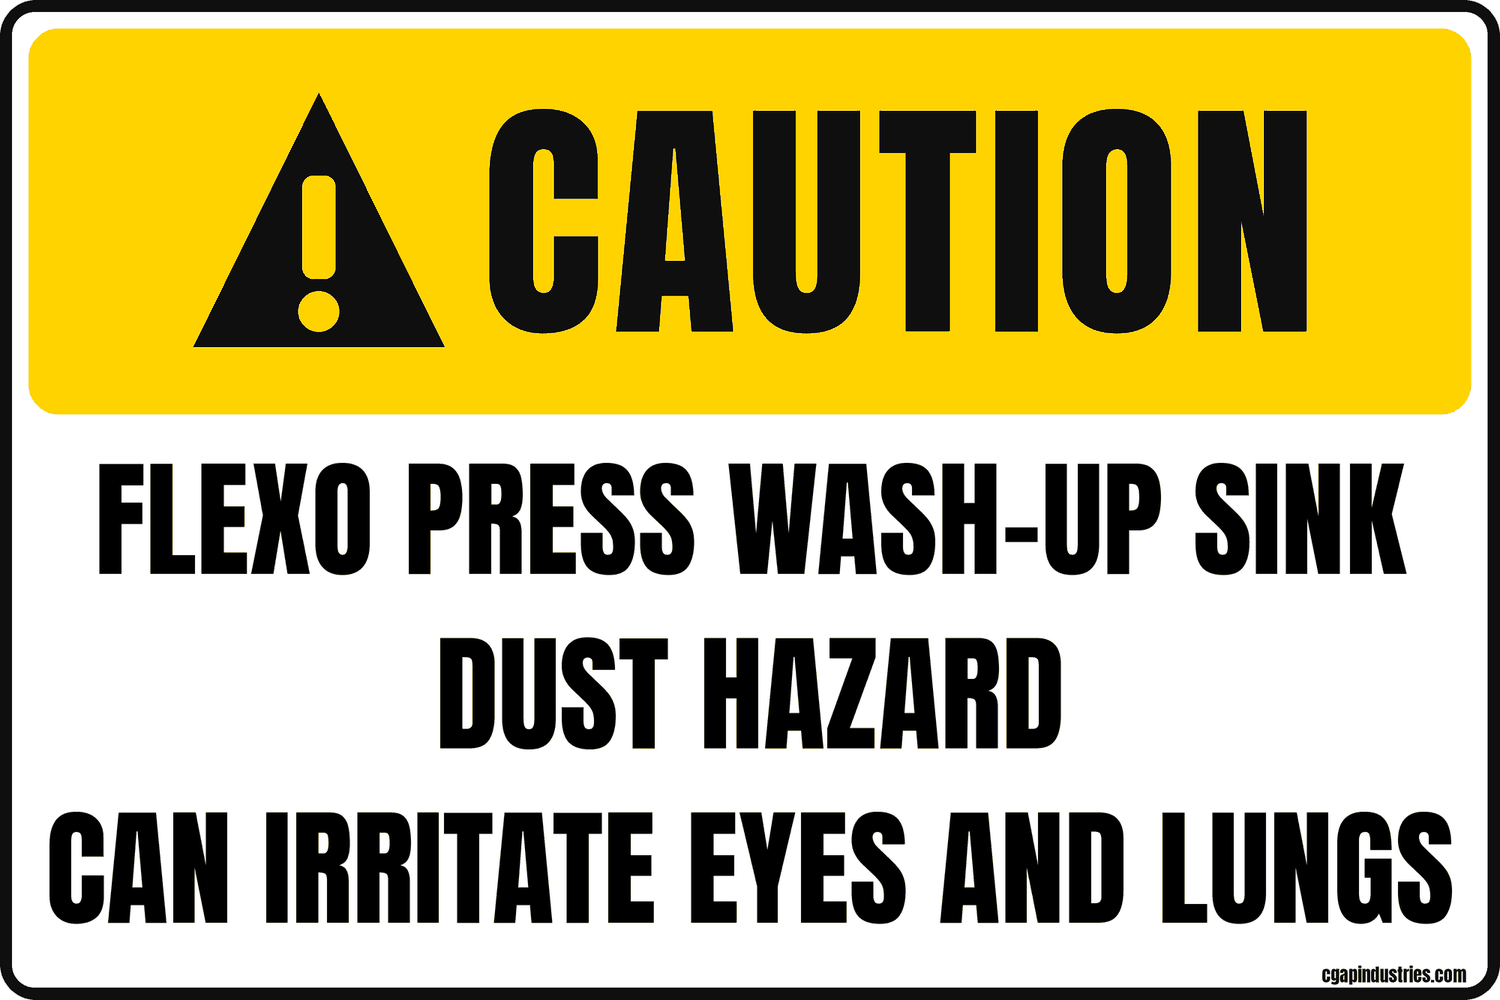 CAUTION
FLEXO PRESS WASH-UP SINK
DUST HAZARD
CAN IRRITATE EYES AND LUNGS
cgapindustries.com